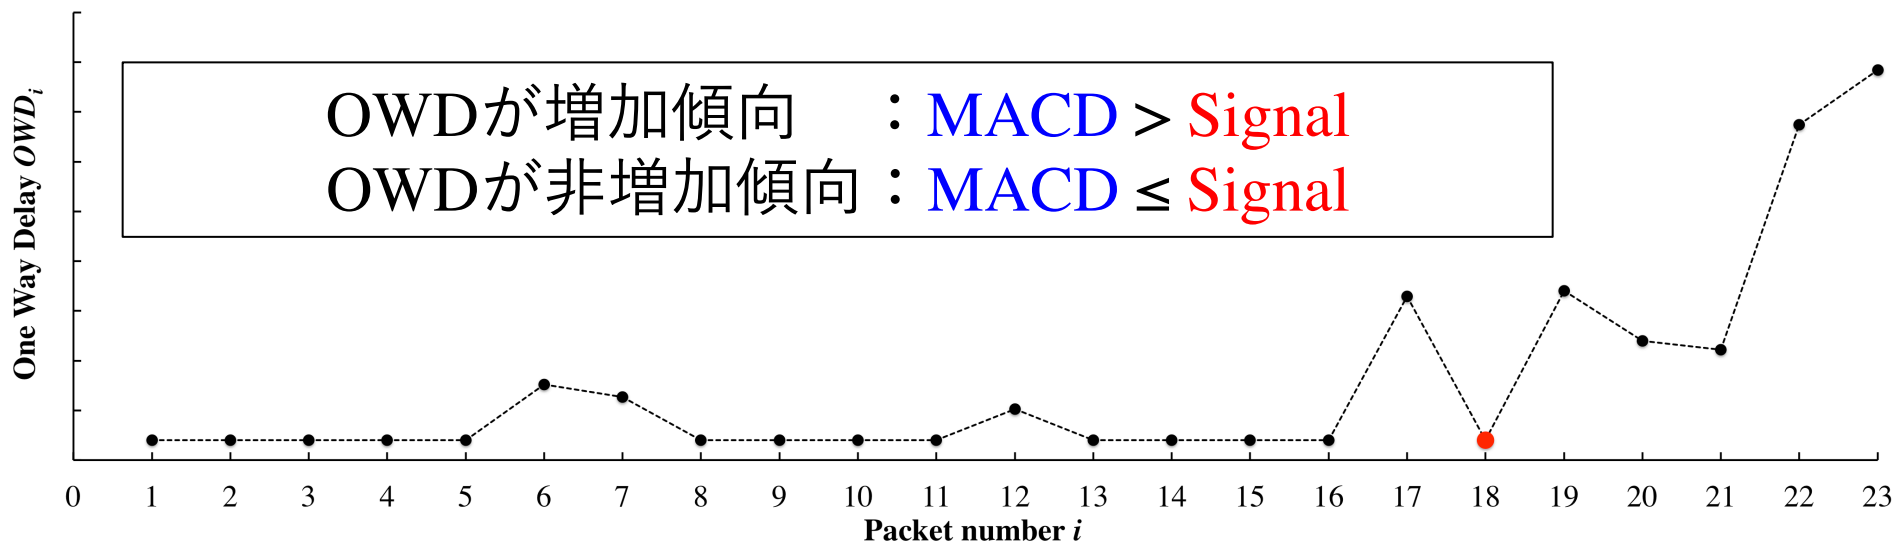 OWDが増加傾向　：MACD > Signal
OWDが非増加傾向：MACD ≤ Signal
One Way Delay OWDi
0 1 2 3 4 5 6 7 8 9 10 11 12 13 14 15 16 17 18 19 20 21 22 23
Packet number i